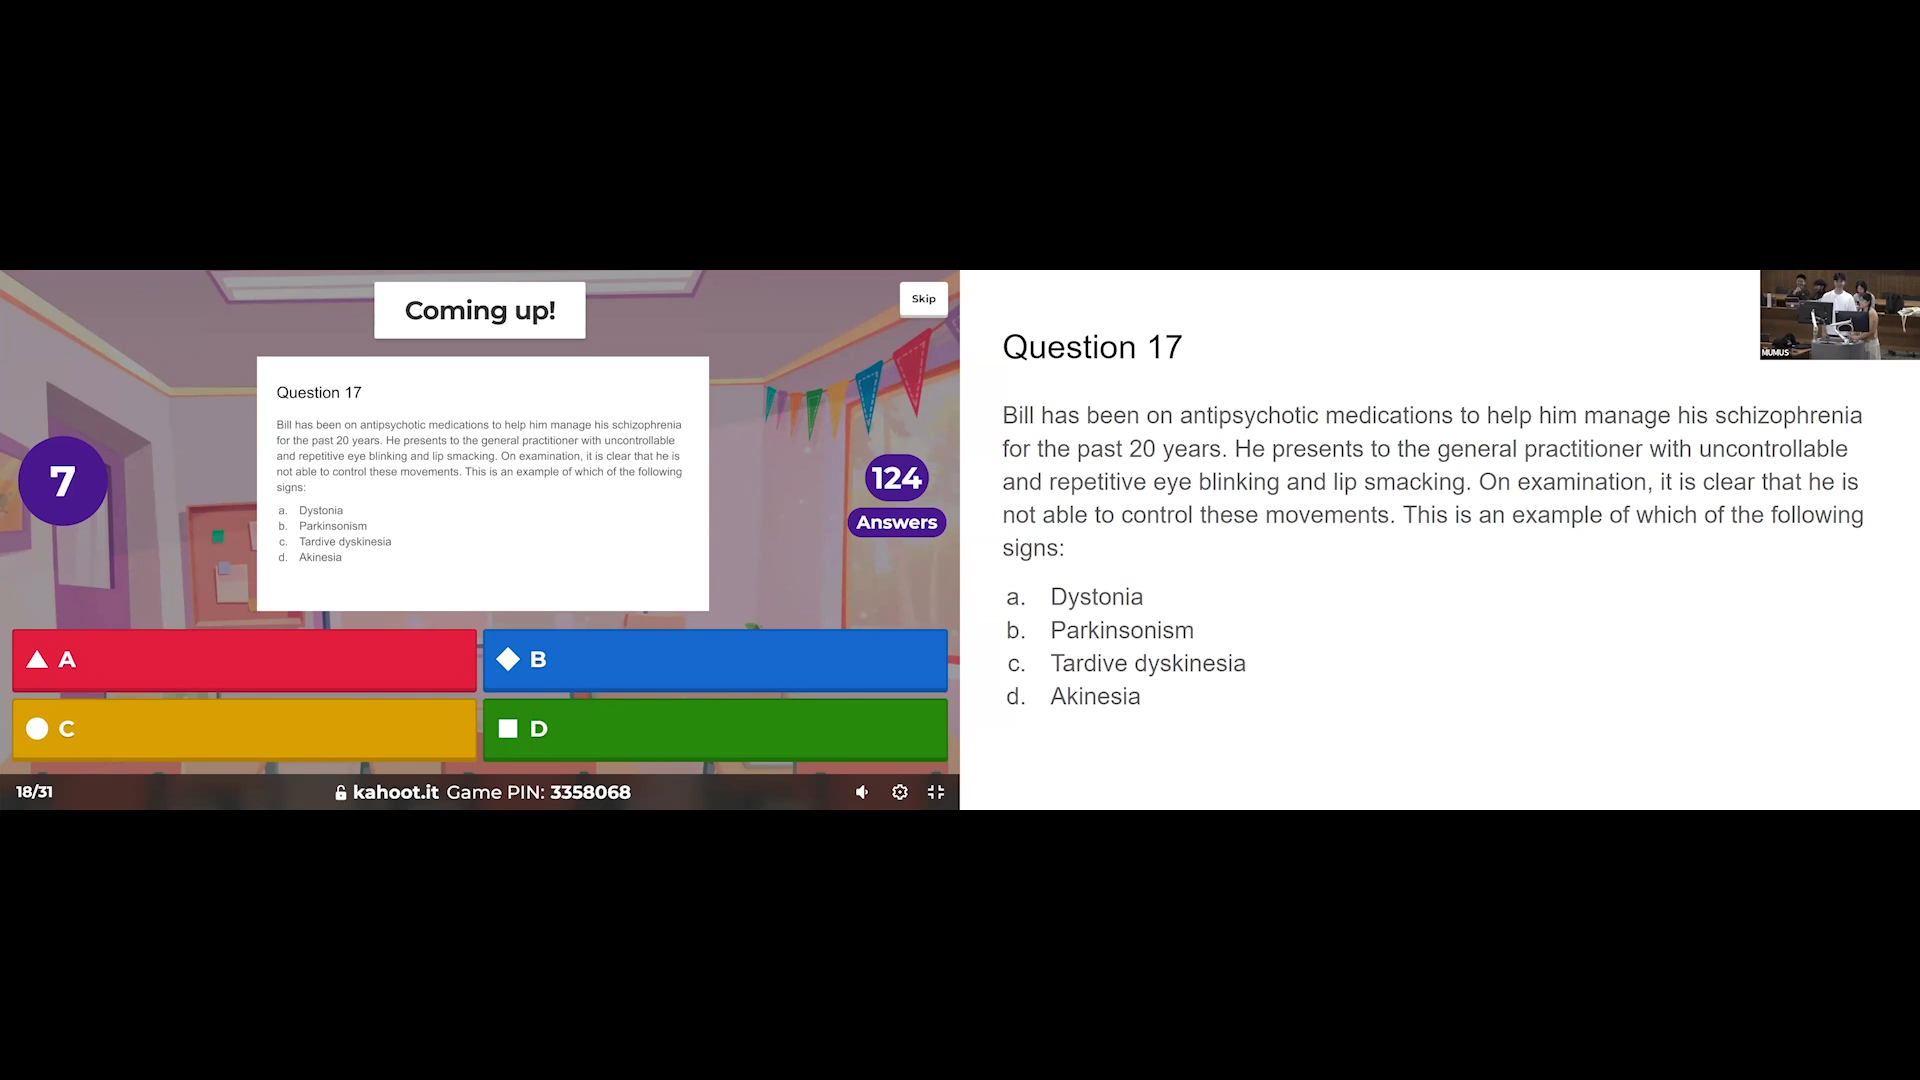 Coming up!
Skip
Question 17
Bill has been on antipsychotic medications to help him manage his schizophrenia
for the past 20 years. He presents to the general practitioner with uncontrollable
and repetitive eye blinking and lip smacking. On examination, it is clear that he is
not able to control these movements. This is an example of which of the following
signs:
a. Dystonia
b. Parkinsonism
c. Tardive dyskinesia
d. Akinesia
7
124
Answers
A
B
C
D
18/31
kahoot.it Game PIN: 3358068
Question 17
Bill has been on antipsychotic medications to help him manage his schizophrenia
for the past 20 years. He presents to the general practitioner with uncontrollable
and repetitive eye blinking and lip smacking. On examination, it is clear that he is
not able to control these movements. This is an example of which of the following
signs:
a. Dystonia
b. Parkinsonism
c. Tardive dyskinesia
d. Akinesia
MUMUS